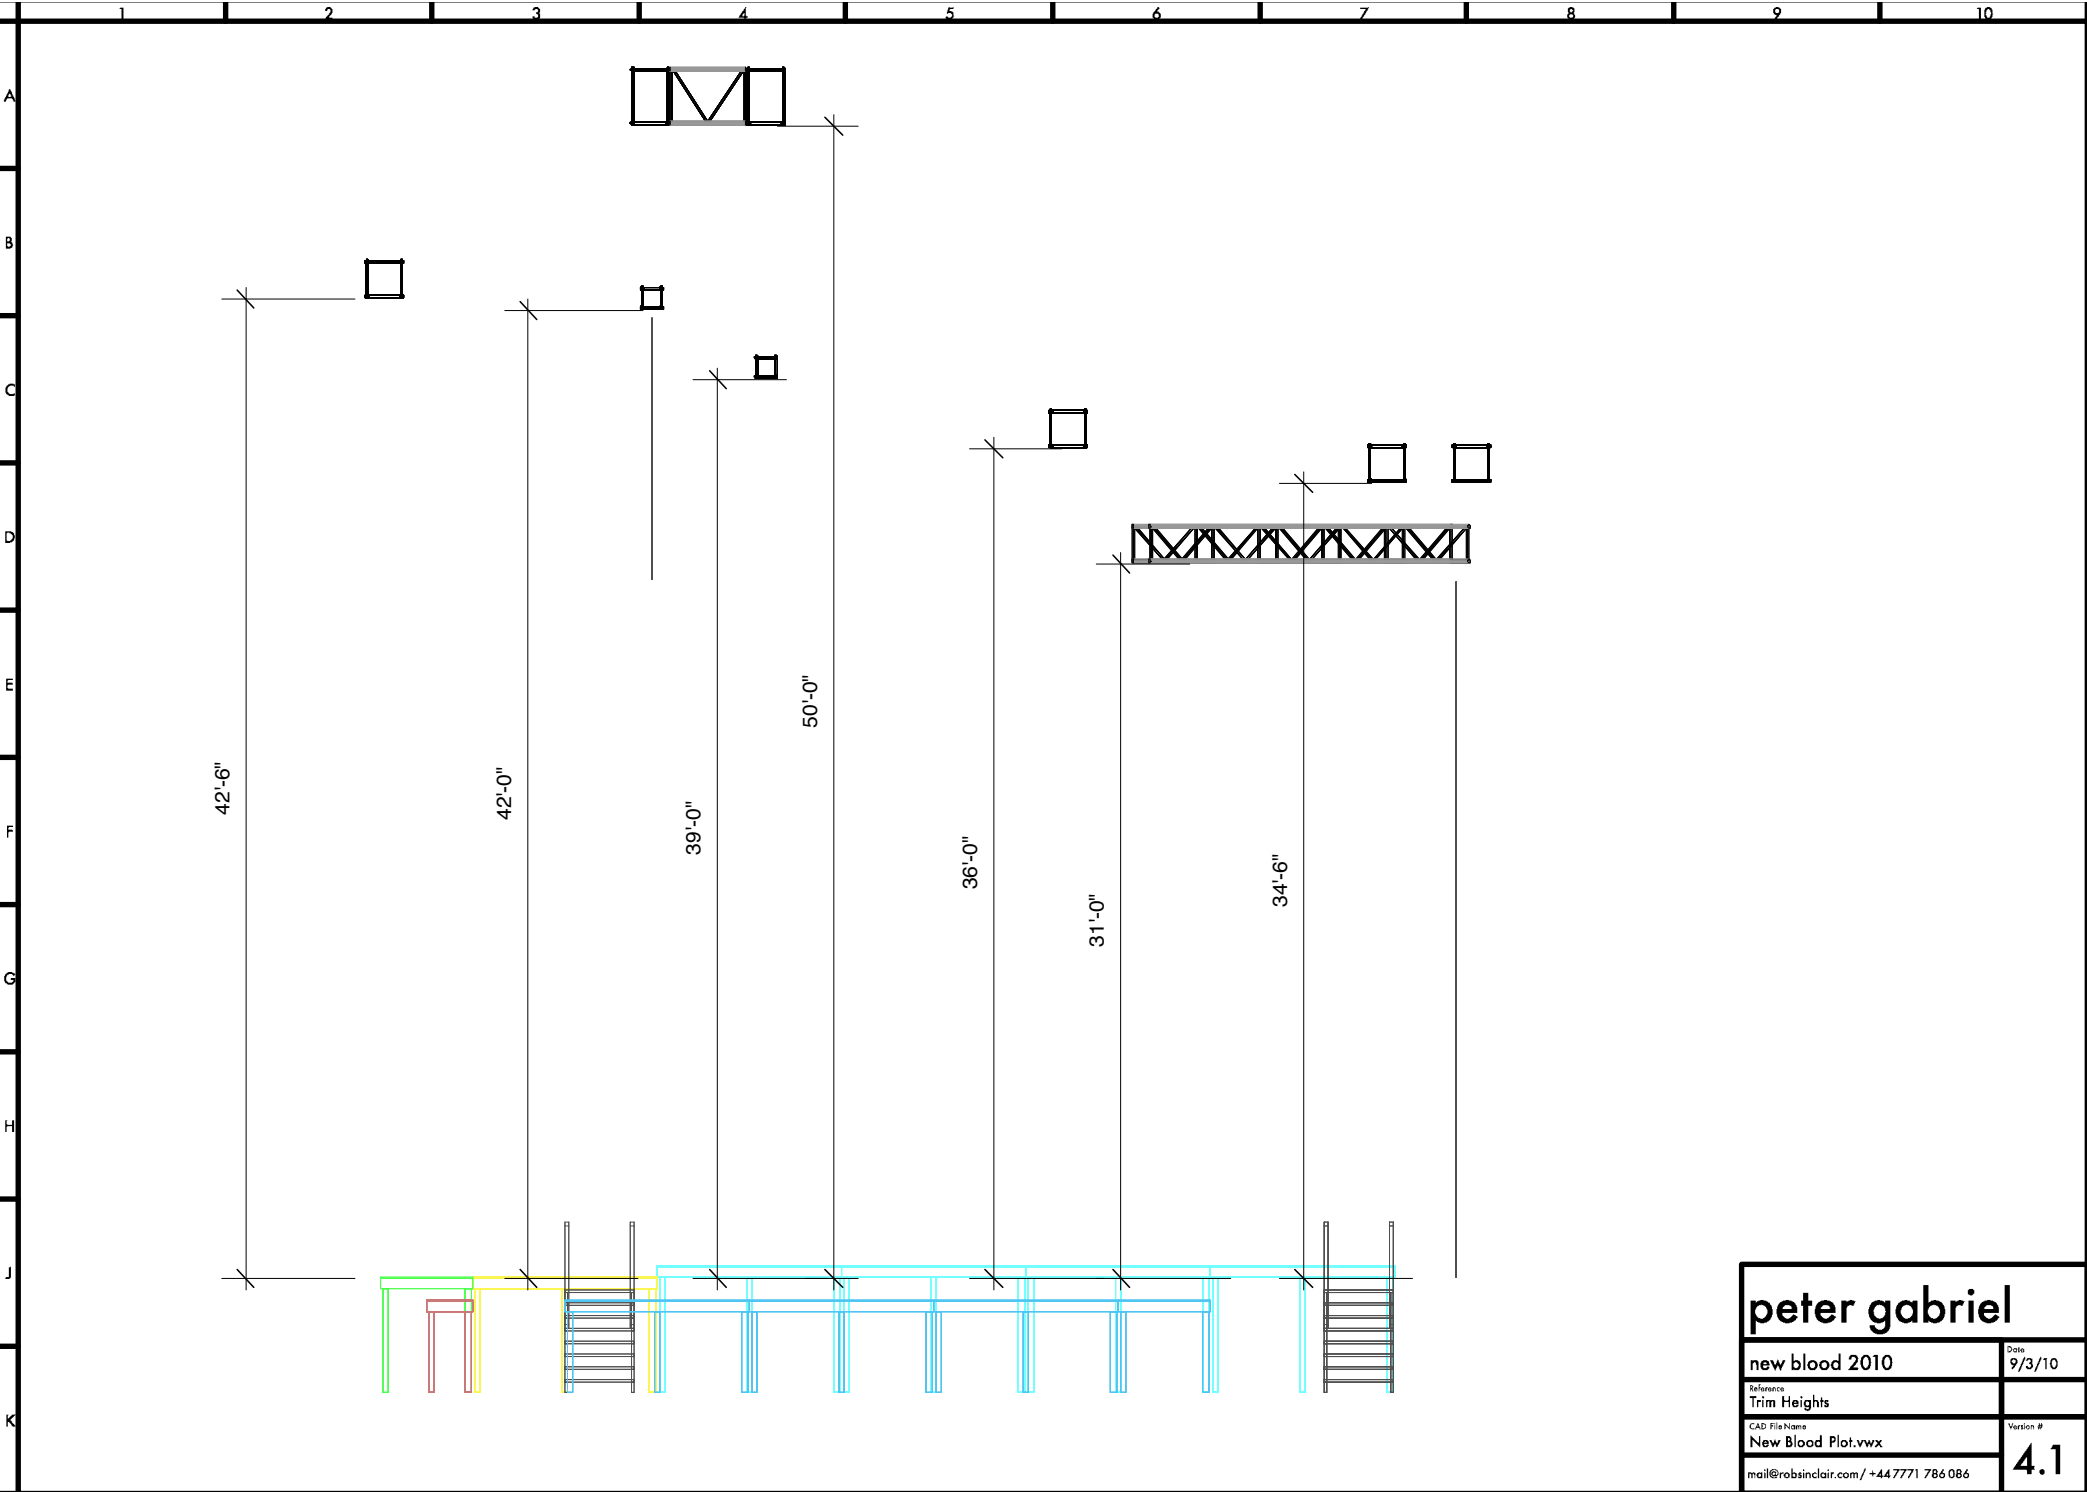 1 2 3 4 5 6 7 8 9 10
A
B
C
D
E
F
G
H
J
K
42'-6"
42'-0"
39'-0"
50'-0"
36'-0"
31'-0"
34'-6"
peter gabriel
new blood 2010
Date
9/3/10
Reference
Trim Heights
CAD File Name
New Blood Plot.vwx
Version #
4.1
mail@robsinclair.com/ +447771 786 086